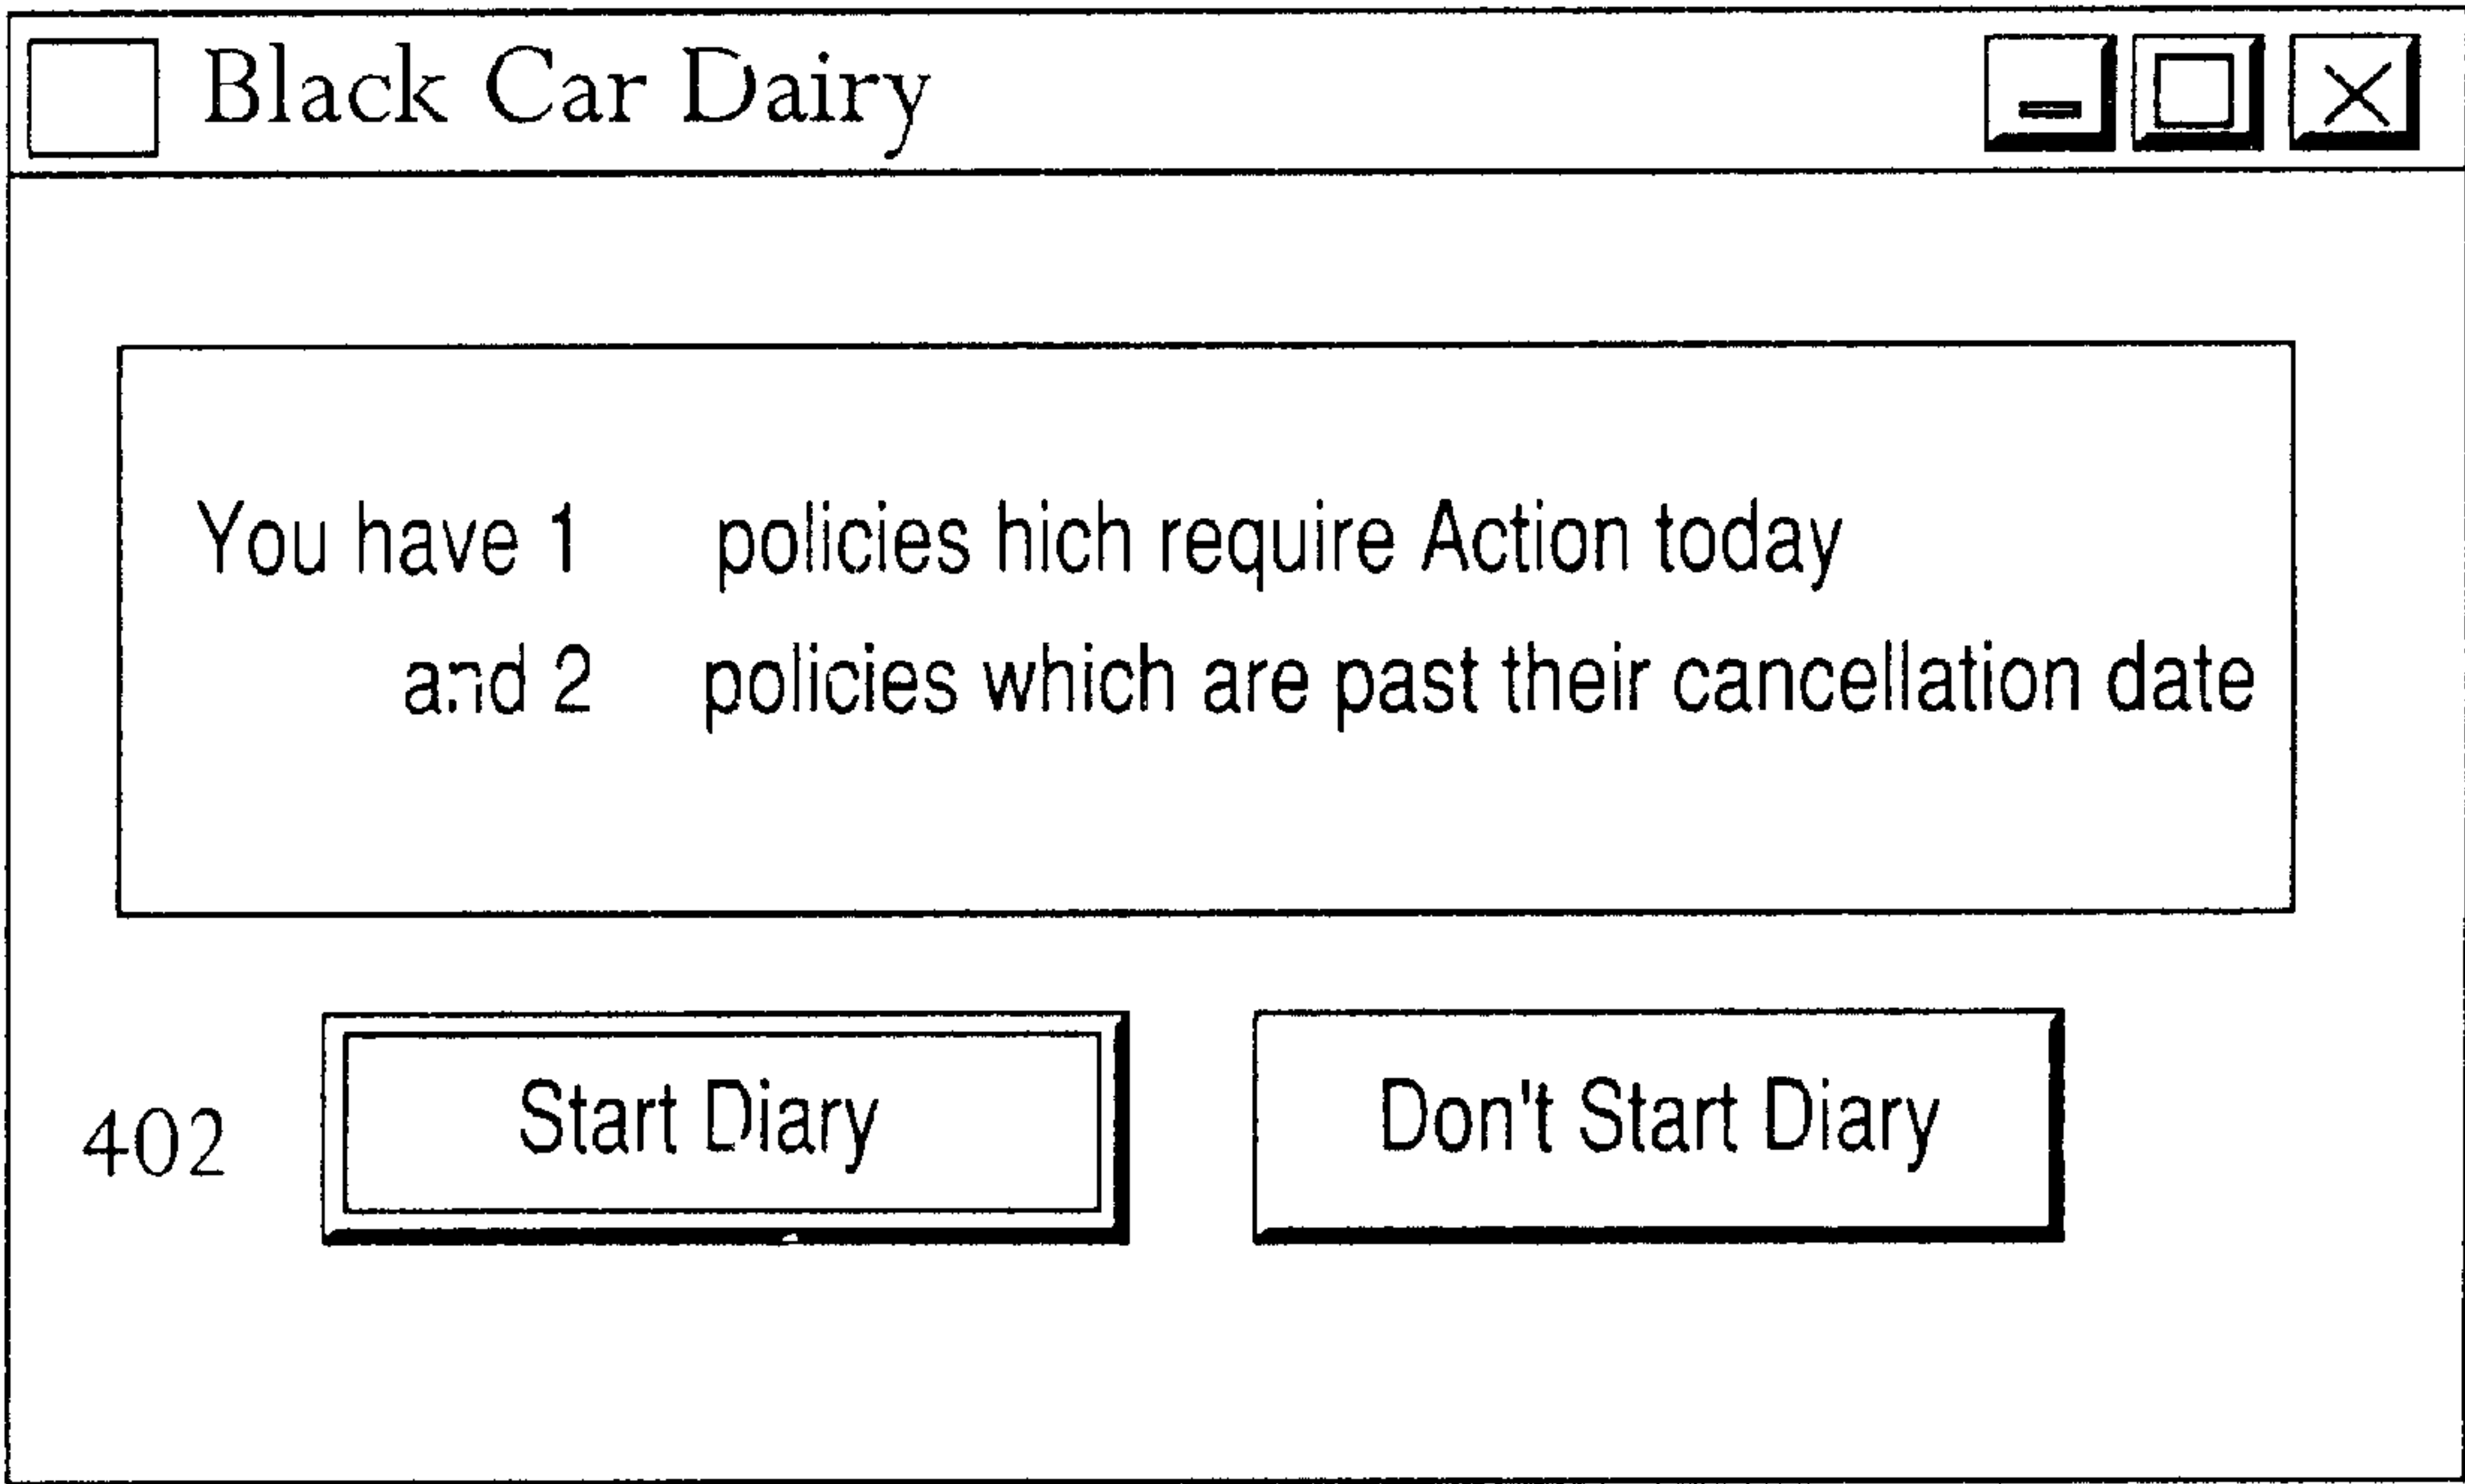 Black Car Dairy
You have 1 policies hich require Action today
and 2 policies which are past their cancellation date
402 Start Diary Don't Start Diary